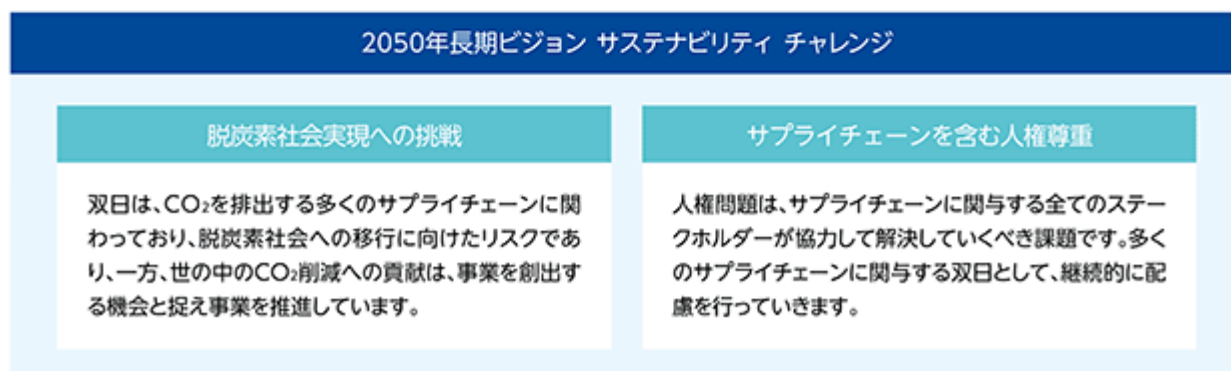 2050年長期ビジョン サステナビリティ チャレンジ
脱炭素社会実現への挑戦
双日は、CO₂を排出する多くのサプライチェーンに関
わっており、脱炭素社会への移行に向けたリスクであ
り、一方、世の中のCO₂削減への貢献は、事業を創出す
る機会と捉え事業を推進しています。
サプライチェーンを含む人権尊重
人権問題は、サプライチェーンに関与する全てのステー
クホルダーが協力して解決していくべき課題です。多く
のサプライチェーンに関与する双日として、継続的に配
慮を行っていきます。